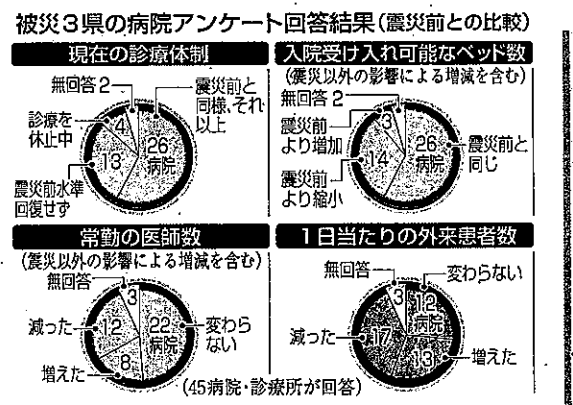 被災3県の病院アンケート回答結果(震災前との比較)
現在の診療体制
無回答2
震災前と
同様、それ
以上
診療を
休止中
4
26
病院
13
震災前水準
回復せず
入院受け入れ可能なベッド数
(震災以外の影響による増減を含む)
無回答2
震災前
より増加
3
26
病院
震災前と
同じ
14
震災前
より縮小
常勤の医師数
(震災以外の影響による増減を含む)
無回答
3
減った
12
22
病院
変わら
ない
8
増えた
1日当たりの外来患者数
無回答
3
変わらない
12
病院
減った
17
13
増えた
(45病院・診療所が回答)